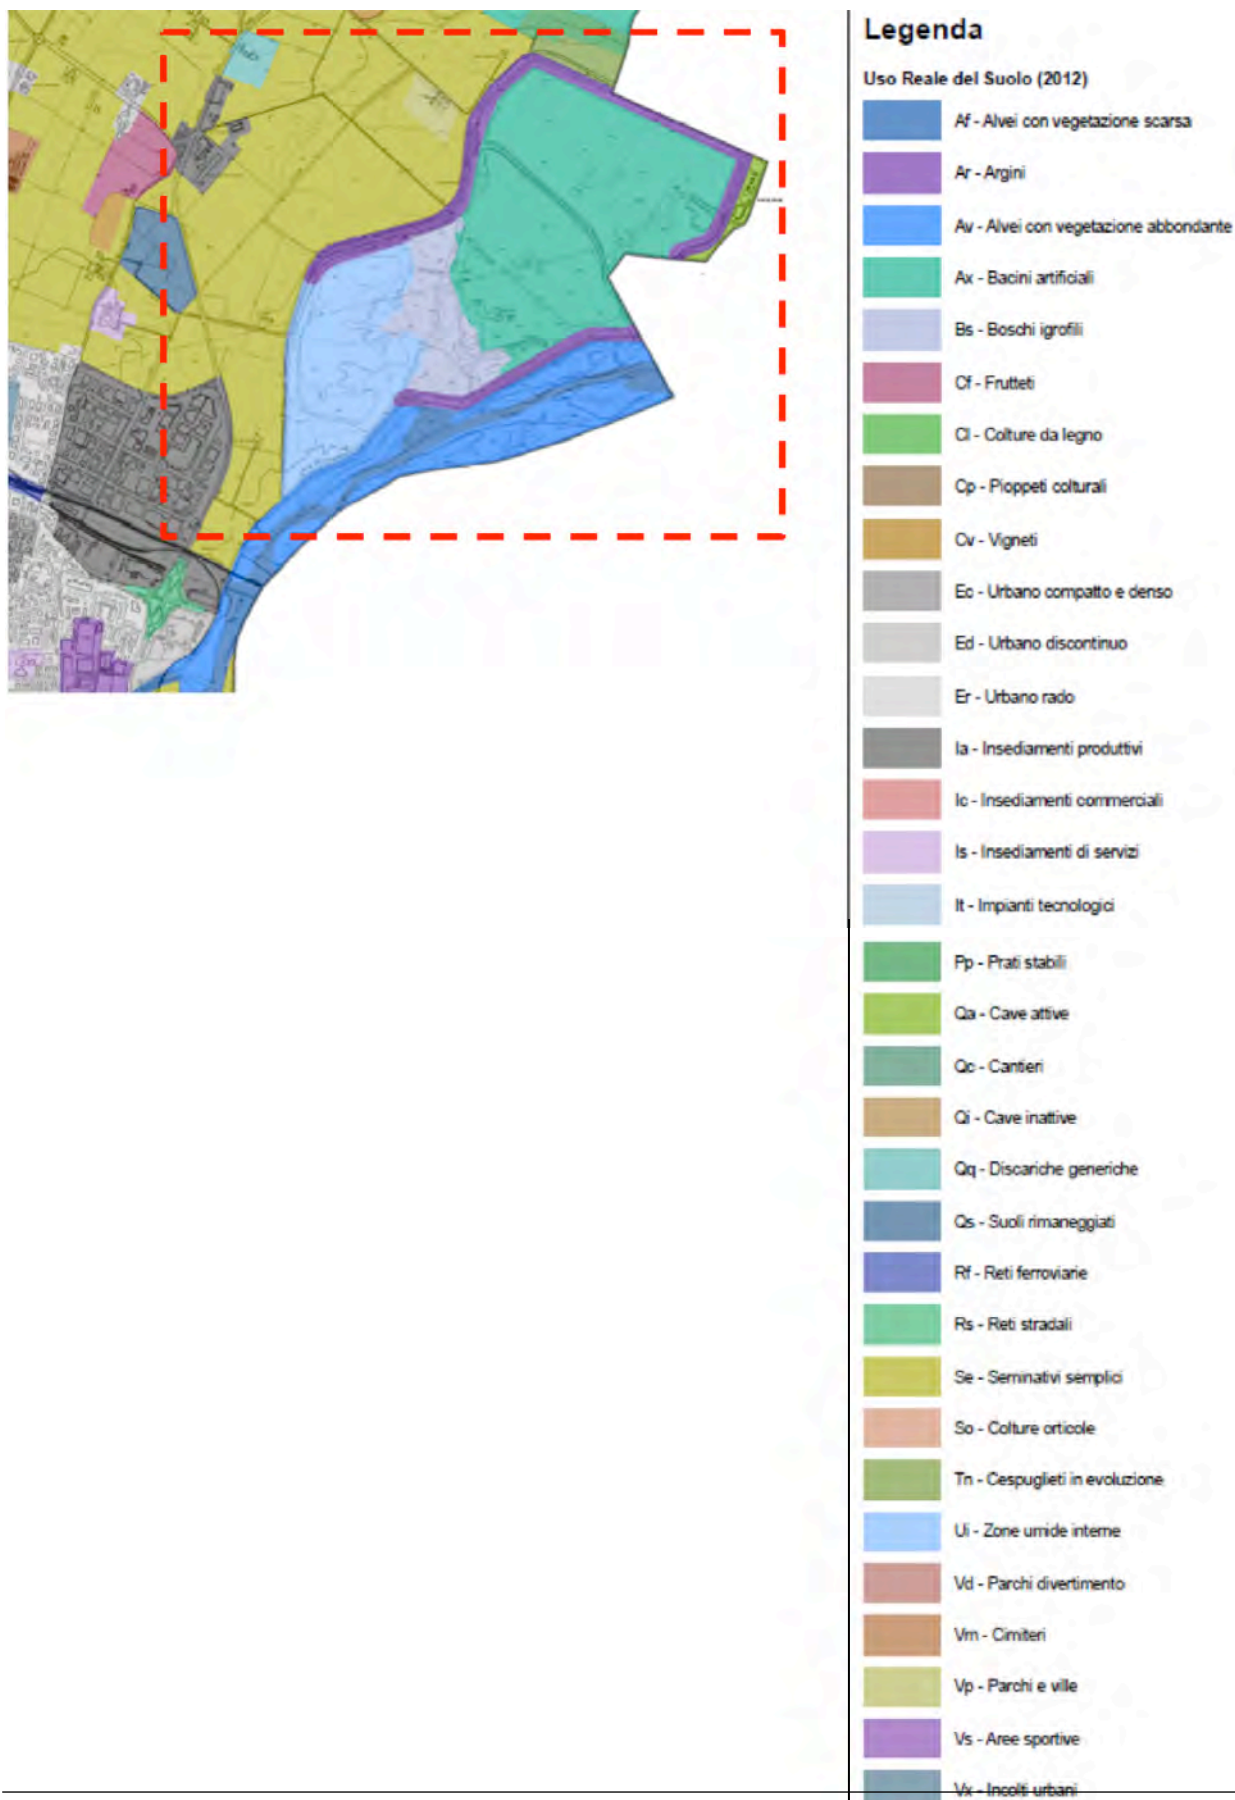 Legenda
Uso Reale del Suolo (2012)
Af - Alvei con vegetazione scarsa
Ar - Argini
Av - Alvei con vegetazione abbondante
Ax - Bacini artificiali
Bs - Boschi igrofili
Cf - Frutteti
Cl - Colture da legno
Cp - Pioppeti colturali
Cv - Vigneti
Ec - Urbano compatto e denso
Ed - Urbano discontinuo
Er - Urbano rado
Ia - Insediamenti produttivi
Ic - Insediamenti commerciali
Is - Insediamenti di servizi
It - Impianti tecnologici
Pp - Prati stabili
Qa - Cave attive
Qc - Cantieri
Qi - Cave inattive
Qq - Discariche generiche
Qs - Suoli rimaneggiati
Rf - Reti ferroviarie
Rs - Reti stradali
Se - Seminativi semplici
So - Colture orticole
Tn - Cespuglieti in evoluzione
Ui - Zone umide interne
Vd - Parchi divertimento
Vm - Cimiteri
Vp - Parchi e ville
Vs - Aree sportive
Vx - Incolti urbani